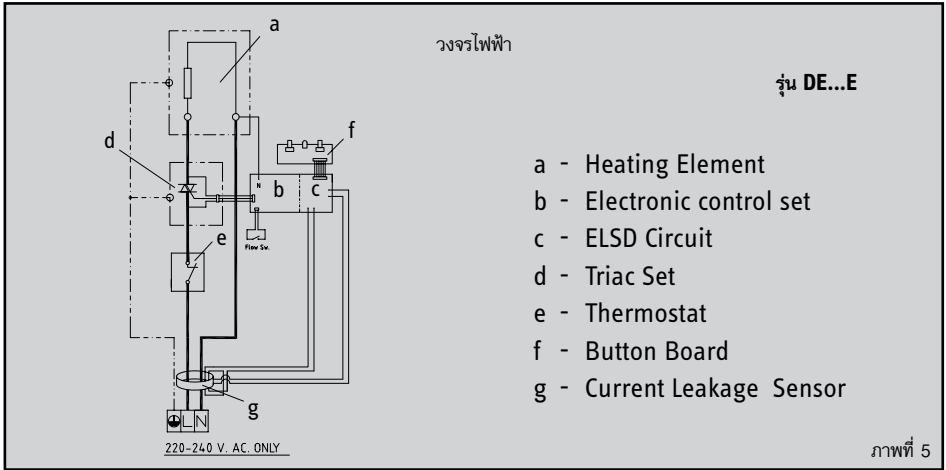 วงจรไฟฟ้า
รุ่น DE...E
a
d
f
N
b
c
Flow Sw.
e
g
L N
220-240 V. AC. ONLY
a - Heating Element
b - Electronic control set
c - ELSD Circuit
d - Triac Set
e - Thermostat
f - Button Board
g - Current Leakage Sensor
ภาพที่ 5